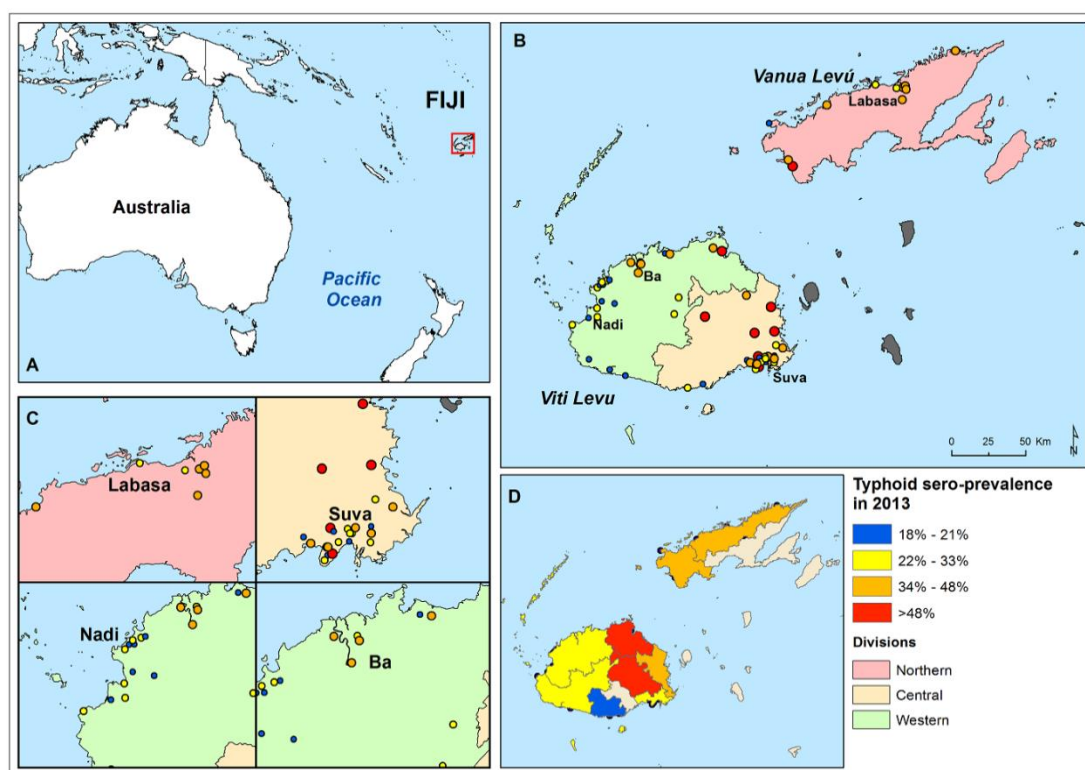 A
FIJI
Australia
Pacific
Ocean
B
Vanua Levú
Labasa
Ba
Nadi
Suva
Viti Levu
0 25 50 Km
N
C
Labasa
Suva
Nadi
Ba
D
Typhoid sero-prevalence
in 2013
18% - 21%
22% - 33%
34% - 48%
>48%
Divisions
Northern
Central
Western